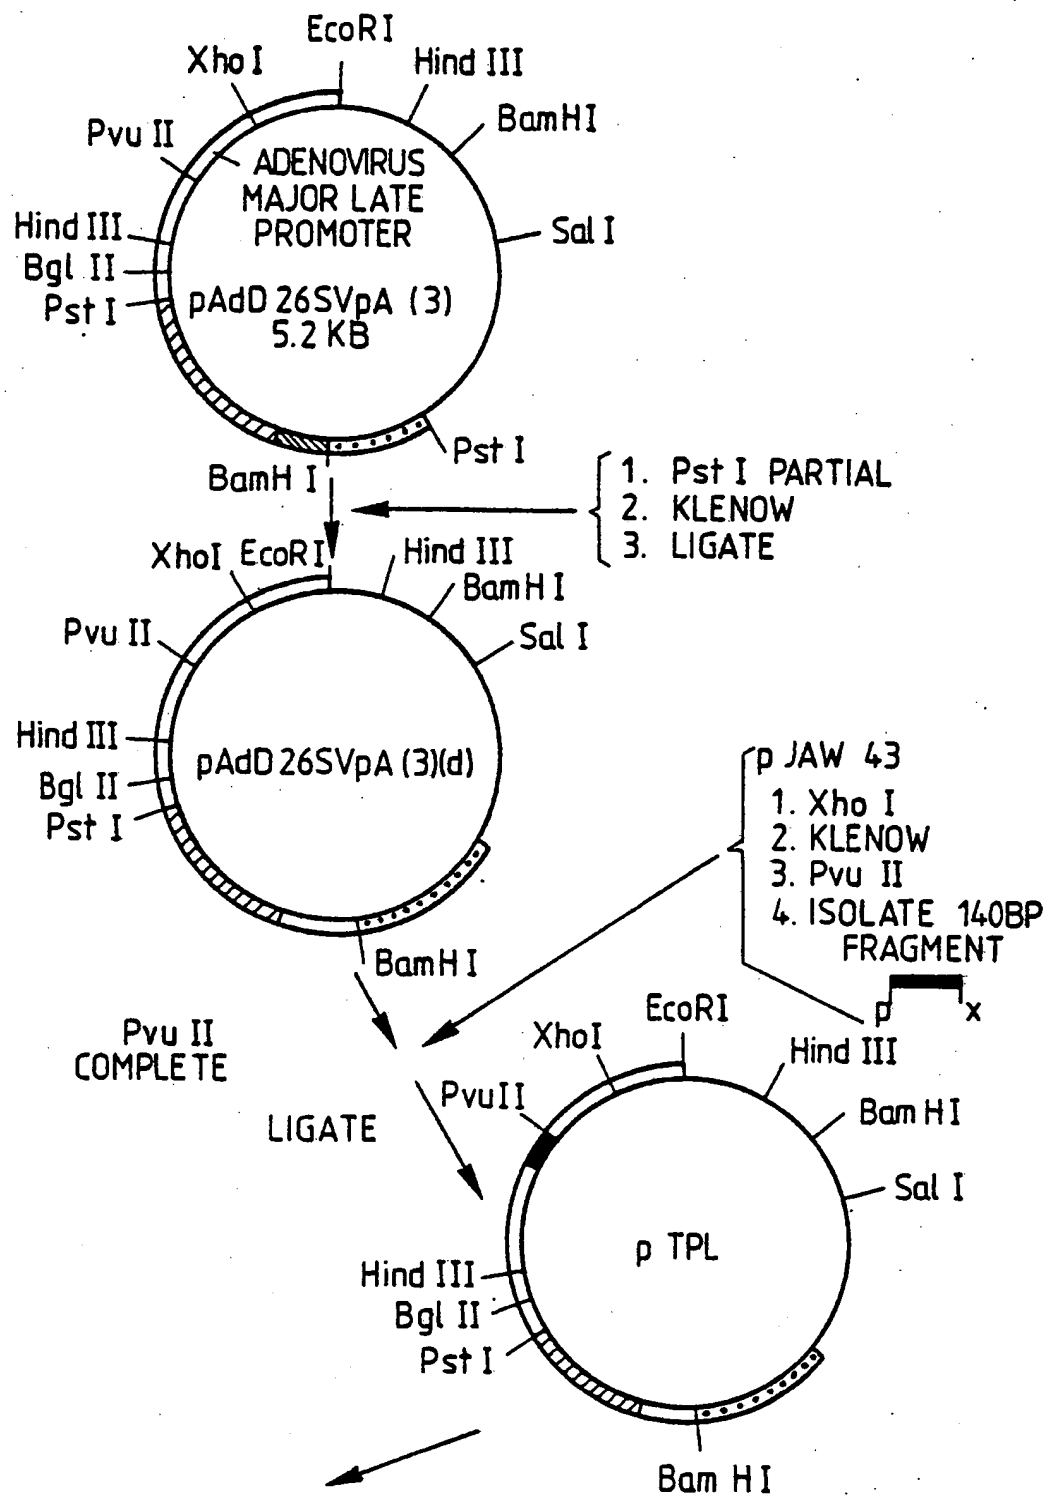 EcoRI
XhoI
Hind III
BamHI
Pvu II
ADENOVIRUS
MAJOR LATE
PROMOTER
Hind III
Sal I
Bgl II
Pst I
pAdD 26SVpA (3)
5.2 KB
Pst I
BamH I
1. Pst I PARTIAL
2. KLENOW
3. LIGATE
XhoI EcoRI
Hind III
BamHI
Pvu II
Sal I
Hind III
Bgl II
Pst I
pAdD 26SVpA (3)(d)
p JAW 43
1. Xho I
2. KLENOW
3. Pvu II
4. ISOLATE 140BP
FRAGMENT
p x
BamHI
Pvu II
COMPLETE
LIGATE
EcoRI
XhoI
Hind III
PvuII
Bam HI
Sal I
p TPL
Hind III
Bgl II
Pst I
Bam HI